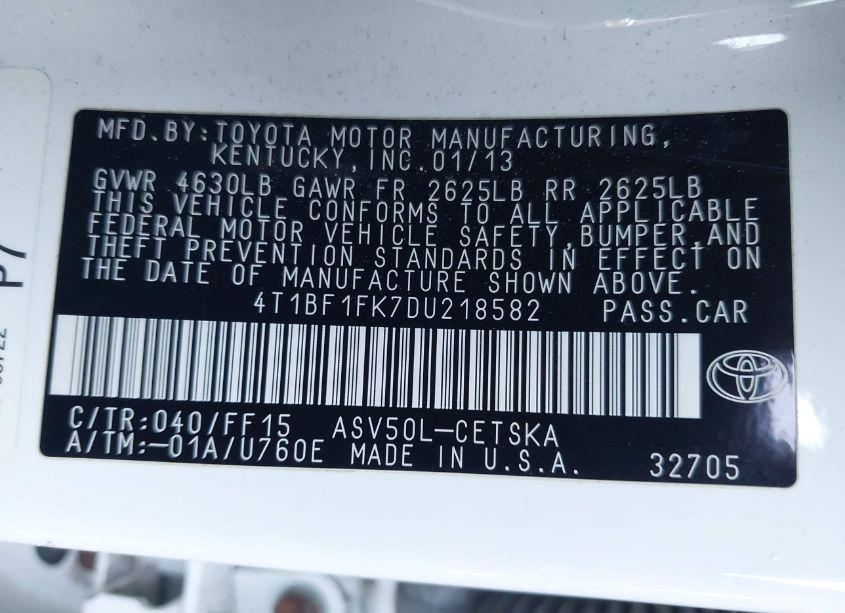 MFD.BY:TOYOTA MOTOR MANUFACTURING,
KENTUCKY,INC.01/13
GVWR 4630LB GAWR FR 2625LB RR 2625LB
THIS VEHICLE CONFORMS TO ALL APPLICABLE
FEDERAL MOTOR VEHICLE SAFETY,BUMPER,AND
THEFT PREVENTION STANDARDS IN EFFECT ON
THE DATE OF MANUFACTURE SHOWN ABOVE.
4T1BF1FK7DU218582 PASS.CAR
C/TR:040/FF15 ASV50L-CETSKA
A/TM:-01A/U760E MADE IN U.S.A. 32705
P7